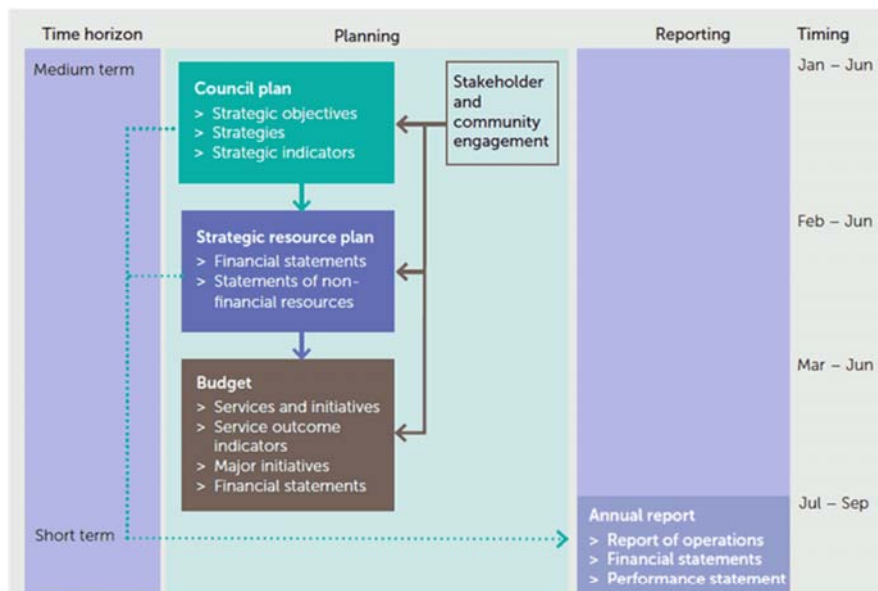 Time horizon
Planning
Reporting
Timing
Medium term
Jan – Jun
Council plan
> Strategic objectives
> Strategies
> Strategic indicators
Stakeholder
and
community
engagement
Strategic resource plan
> Financial statements
> Statements of non-
financial resources
Feb – Jun
Budget
> Services and initiatives
> Service outcome
indicators
> Major initiatives
> Financial statements
Mar – Jun
Short term
Annual report
> Report of operations
> Financial statements
> Performance statement
Jul – Sep